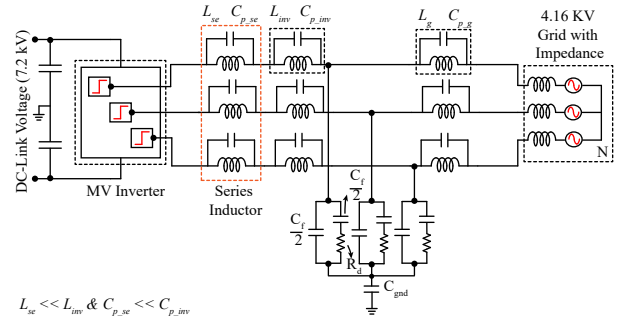 L_se C_p_se L_inv C_p_inv L_g C_p_g
4.16 KV
Grid with
Impedance
DC-Link Voltage (7.2 kV)
MV Inverter
Series
Inductor
N
C_f
2
C_f
2
R_d
C_gnd
L_se << L_inv & C_p_se << C_p_inv